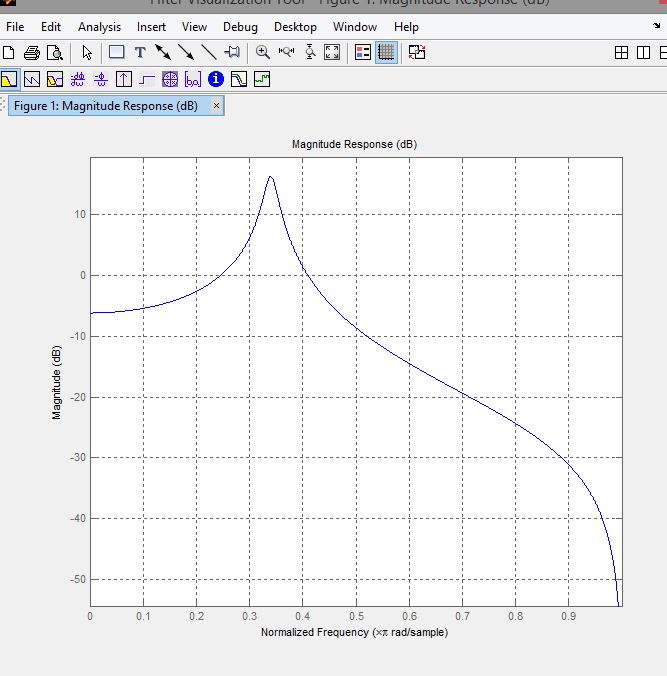 Filter Visualization Tool - Figure 1: Magnitude Response (dB)
File Edit Analysis Insert View Debug Desktop Window Help
Figure 1: Magnitude Response (dB) ×
Magnitude Response (dB)
10
0
-10
-20
-30
-40
-50
Magnitude (dB)
0 0.1 0.2 0.3 0.4 0.5 0.6 0.7 0.8 0.9
Normalized Frequency (×π rad/sample)